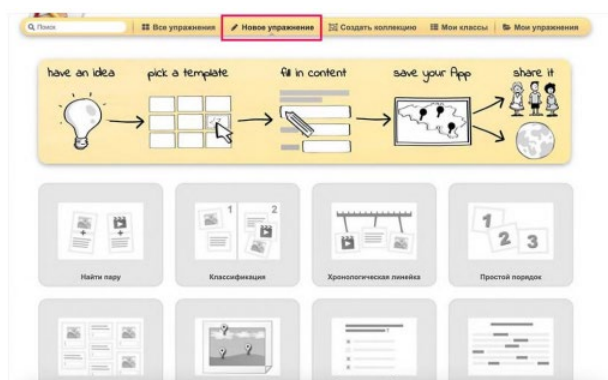 Поиск Все упражнения Новое упражнение Создать коллекцию Мои классы Мои упражнения
have an idea pick a template fill in content save your App share it
1 2
1
2
3
Найти пару Классификация Хронологическая линейка Простой порядок